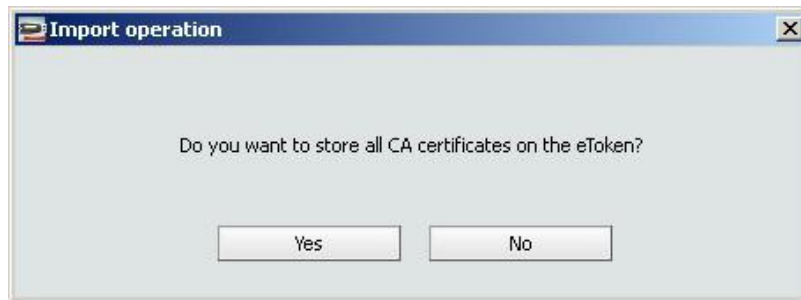 Import operation
Do you want to store all CA certificates on the eToken?
Yes
No